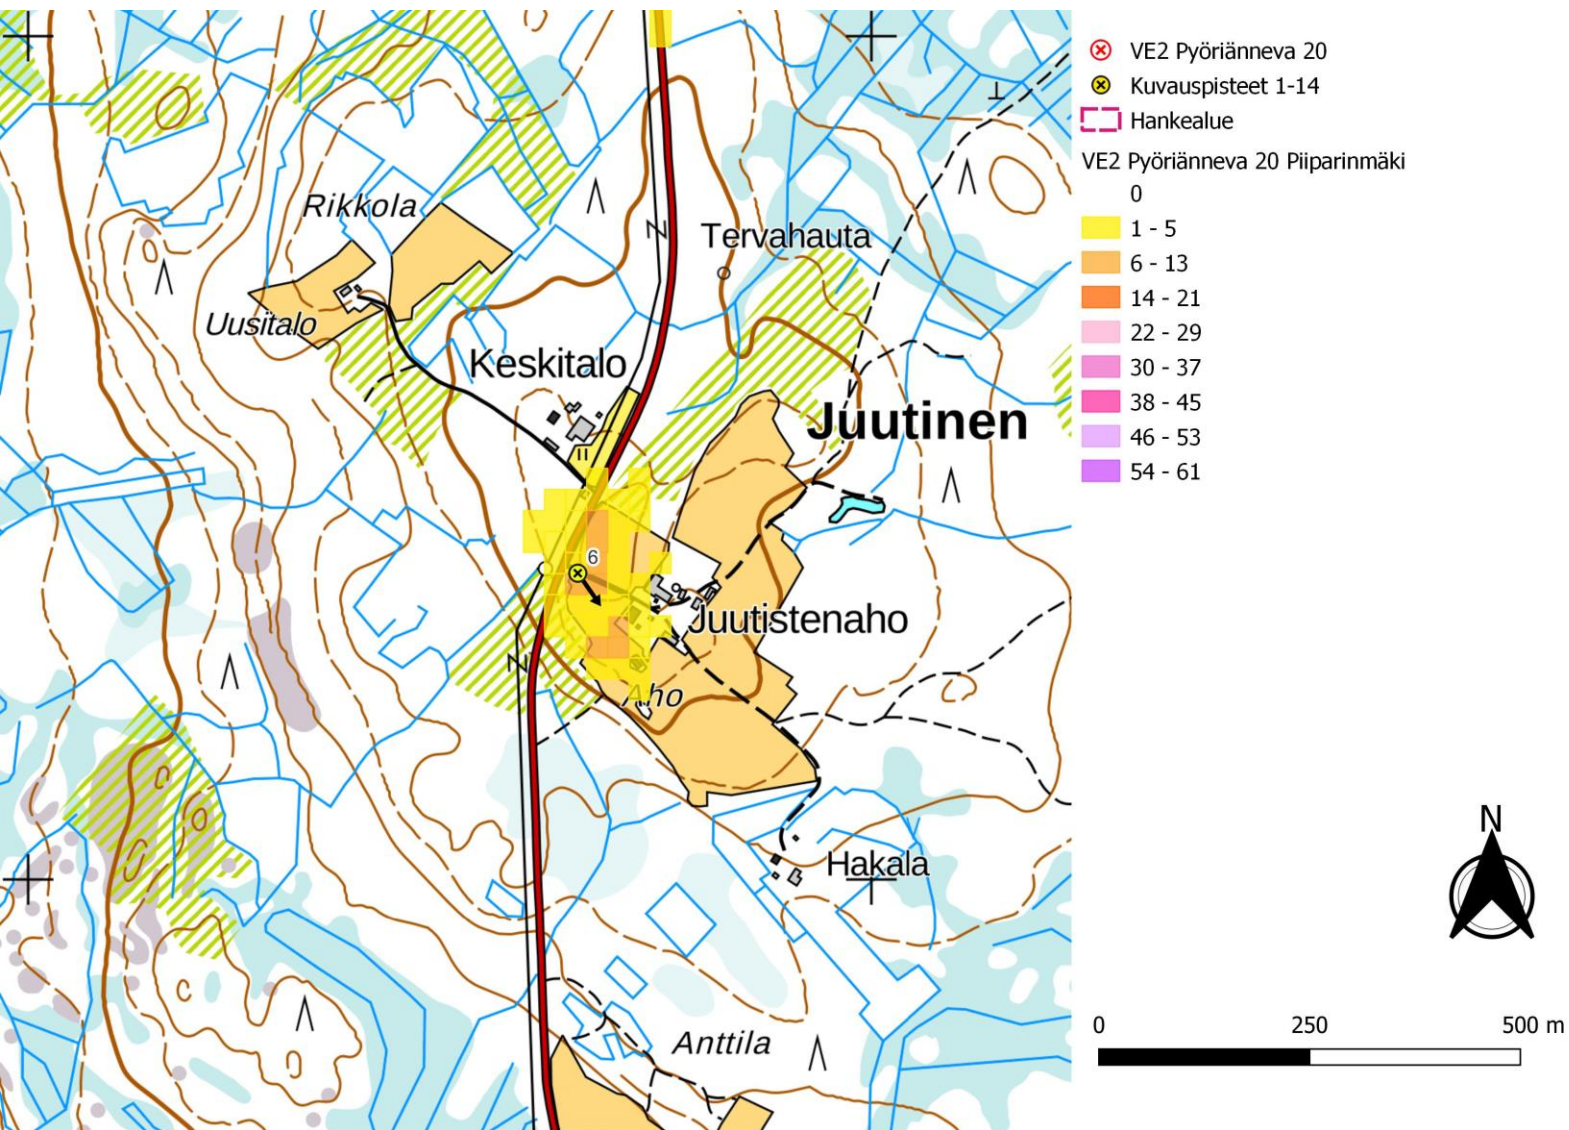 VE2 Pyöriänneva 20
Kuvauspisteet 1-14
Hankealue
VE2 Pyöriänneva 20 Piiparinmäki
0
1 - 5
6 - 13
14 - 21
22 - 29
30 - 37
38 - 45
46 - 53
54 - 61
Rikkola
Tervahauta
Uusitalo
Keskitalo
Juutinen
6
Juutistenaho
Aho
Hakala
Anttila
N
0 250 500 m